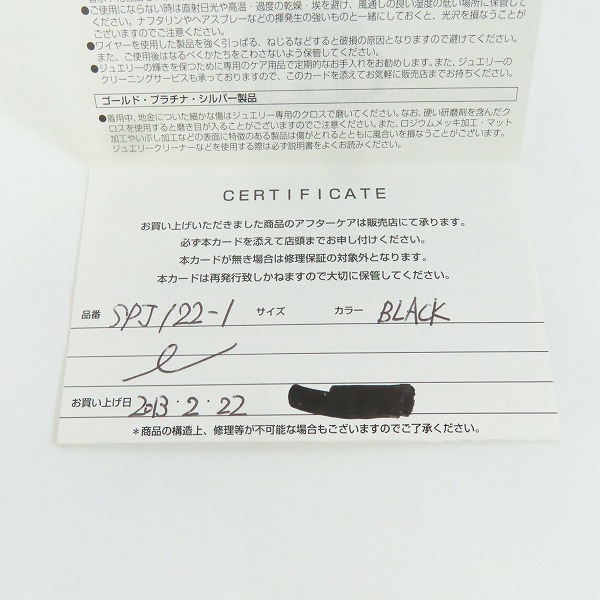 ご使用にならない時は直射日光や高温・過度の乾燥・埃を避け、風通しの良い湿度の低い場所に保管して
ください。ナフタリンやヘアスプレーなどの揮発性の強いものと一緒にしておくと、光沢を損なうことが
ございますのでご注意ください。
●ワイヤーを使用した製品を強く引っぱる、ねじるなどすると破損の原因となりますので避けてください。
また、ご使用後はなるべくかたちをこわさないよう保管してください。
●ジュエリーの輝きを保つために専用のケア用品で定期的なお手入れをお勧めします。また、ジュエリーの
クリーニングサービスも承っておりますので、このカードを添えてお気軽に販売店までお持ちください。
ゴールド・プラチナ・シルバー製品
●着用中、地金についた細かな傷はジュエリー専用のクロスで磨いてください。なお、硬い研磨剤を含んだク
ロスを使用すると磨き目が入ることがございますのでご注意ください。また、ロジウムメッキ加工・マット
加工やいぶし加工などの表面に特徴のある製品は傷がとれるとともに風合いを損なうことがございます。
ジュエリークリーナーなどを使用する際は必ず説明書をよくお読みください。
CERTIFICATE
お買い上げいただきました商品のアフターケアは販売店にて承ります。
必ず本カードを添えて店頭までお申し付けください。
本カードが無き場合は修理保証の対象外となります。
本カードは再発行致しかねますので大切に保管してください。
品番 SPJ122-1 サイズ カラー BLACK
お買い上げ日 2013・2・22
＊商品の構造上、修理等が不可能な場合もございますのでご了承ください。